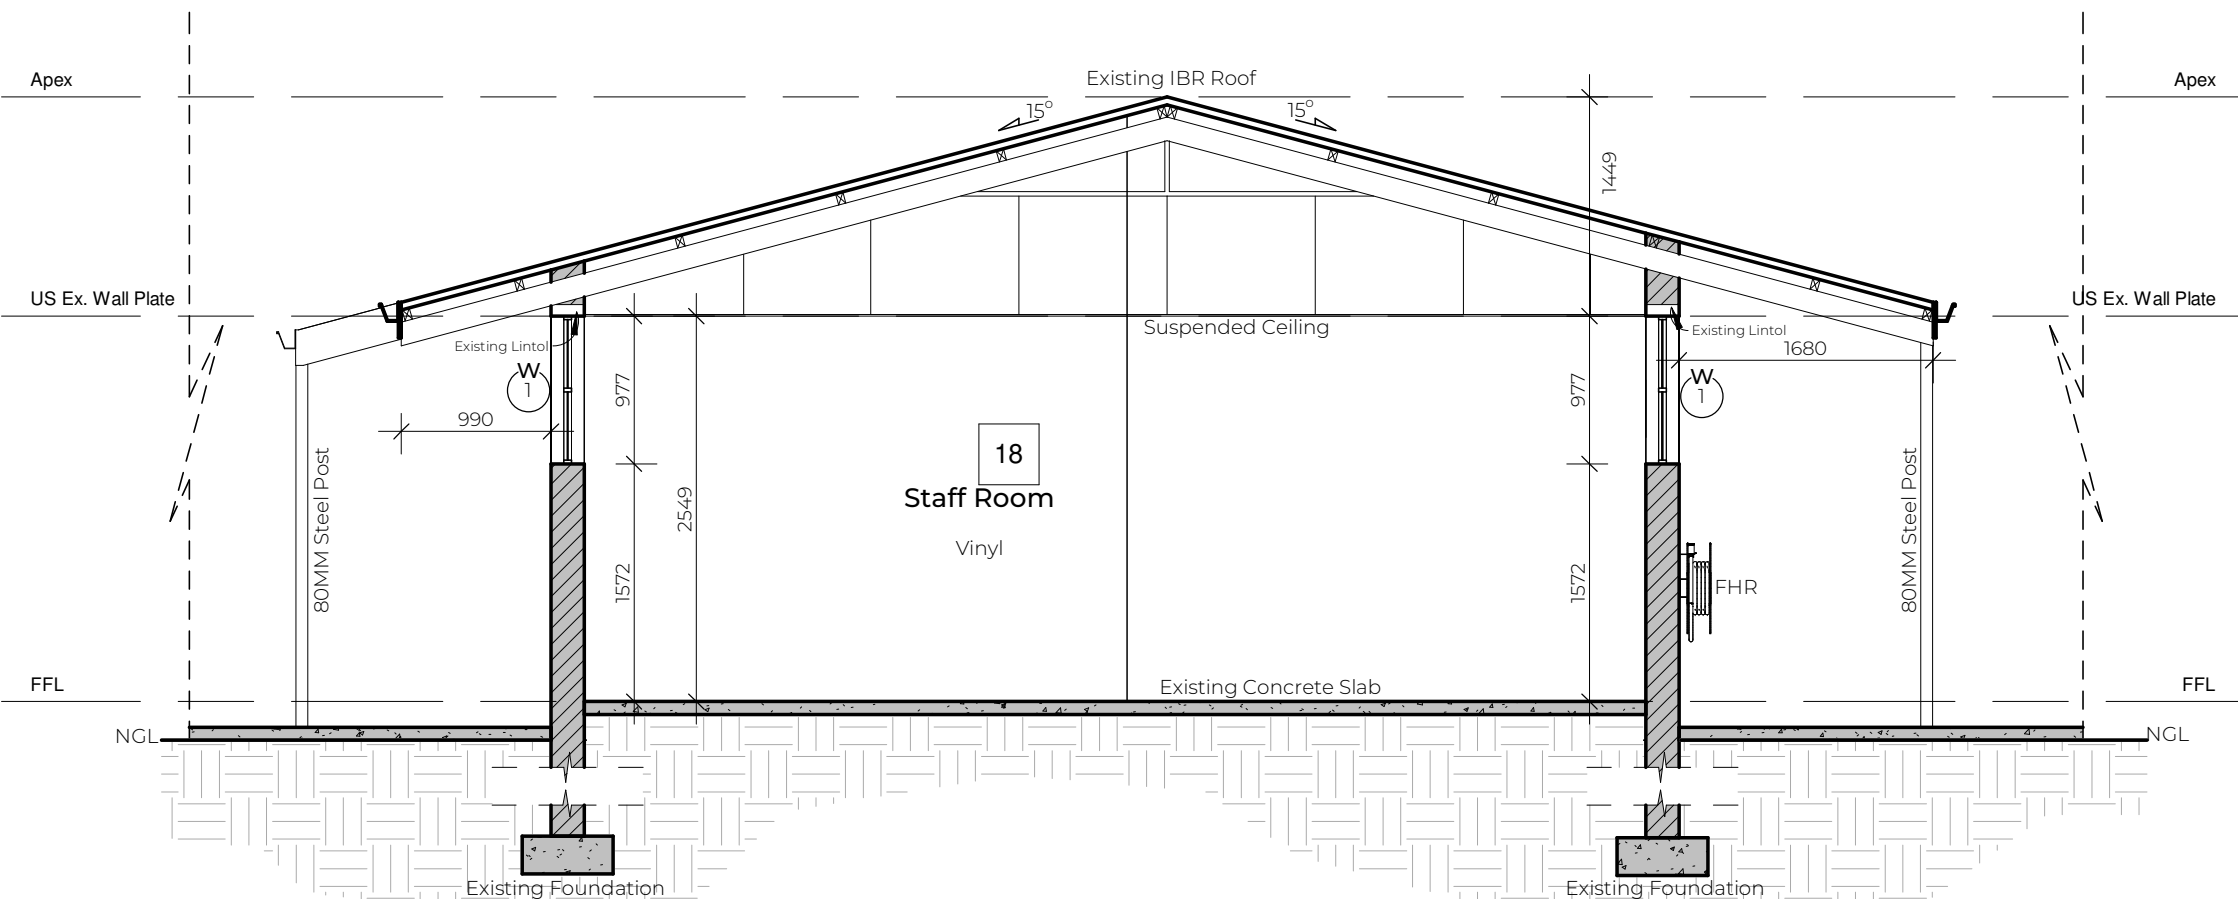 Existing IBR Roof
Apex
Apex
15°
15°
1449
US Ex. Wall Plate
US Ex. Wall Plate
Suspended Ceiling
Existing Lintol
Existing Lintol
1680
W
1
W
1
977
977
990
18
Staff Room
Vinyl
80MM Steel Post
2549
80MM Steel Post
1572
1572
FHR
FFL
Existing Concrete Slab
FFL
NGL
NGL
Existing Foundation
Existing Foundation